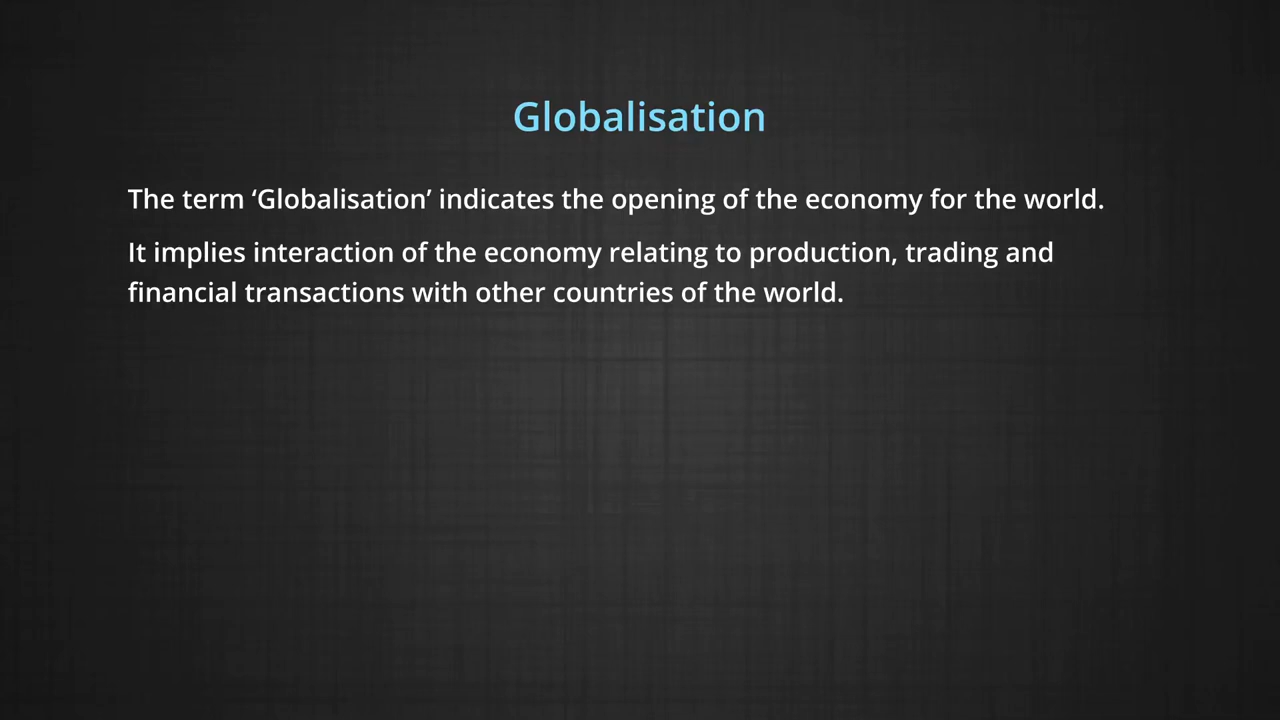 Globalisation
The term ‘Globalisation’ indicates the opening of the economy for the world.
It implies interaction of the economy relating to production, trading and
financial transactions with other countries of the world.